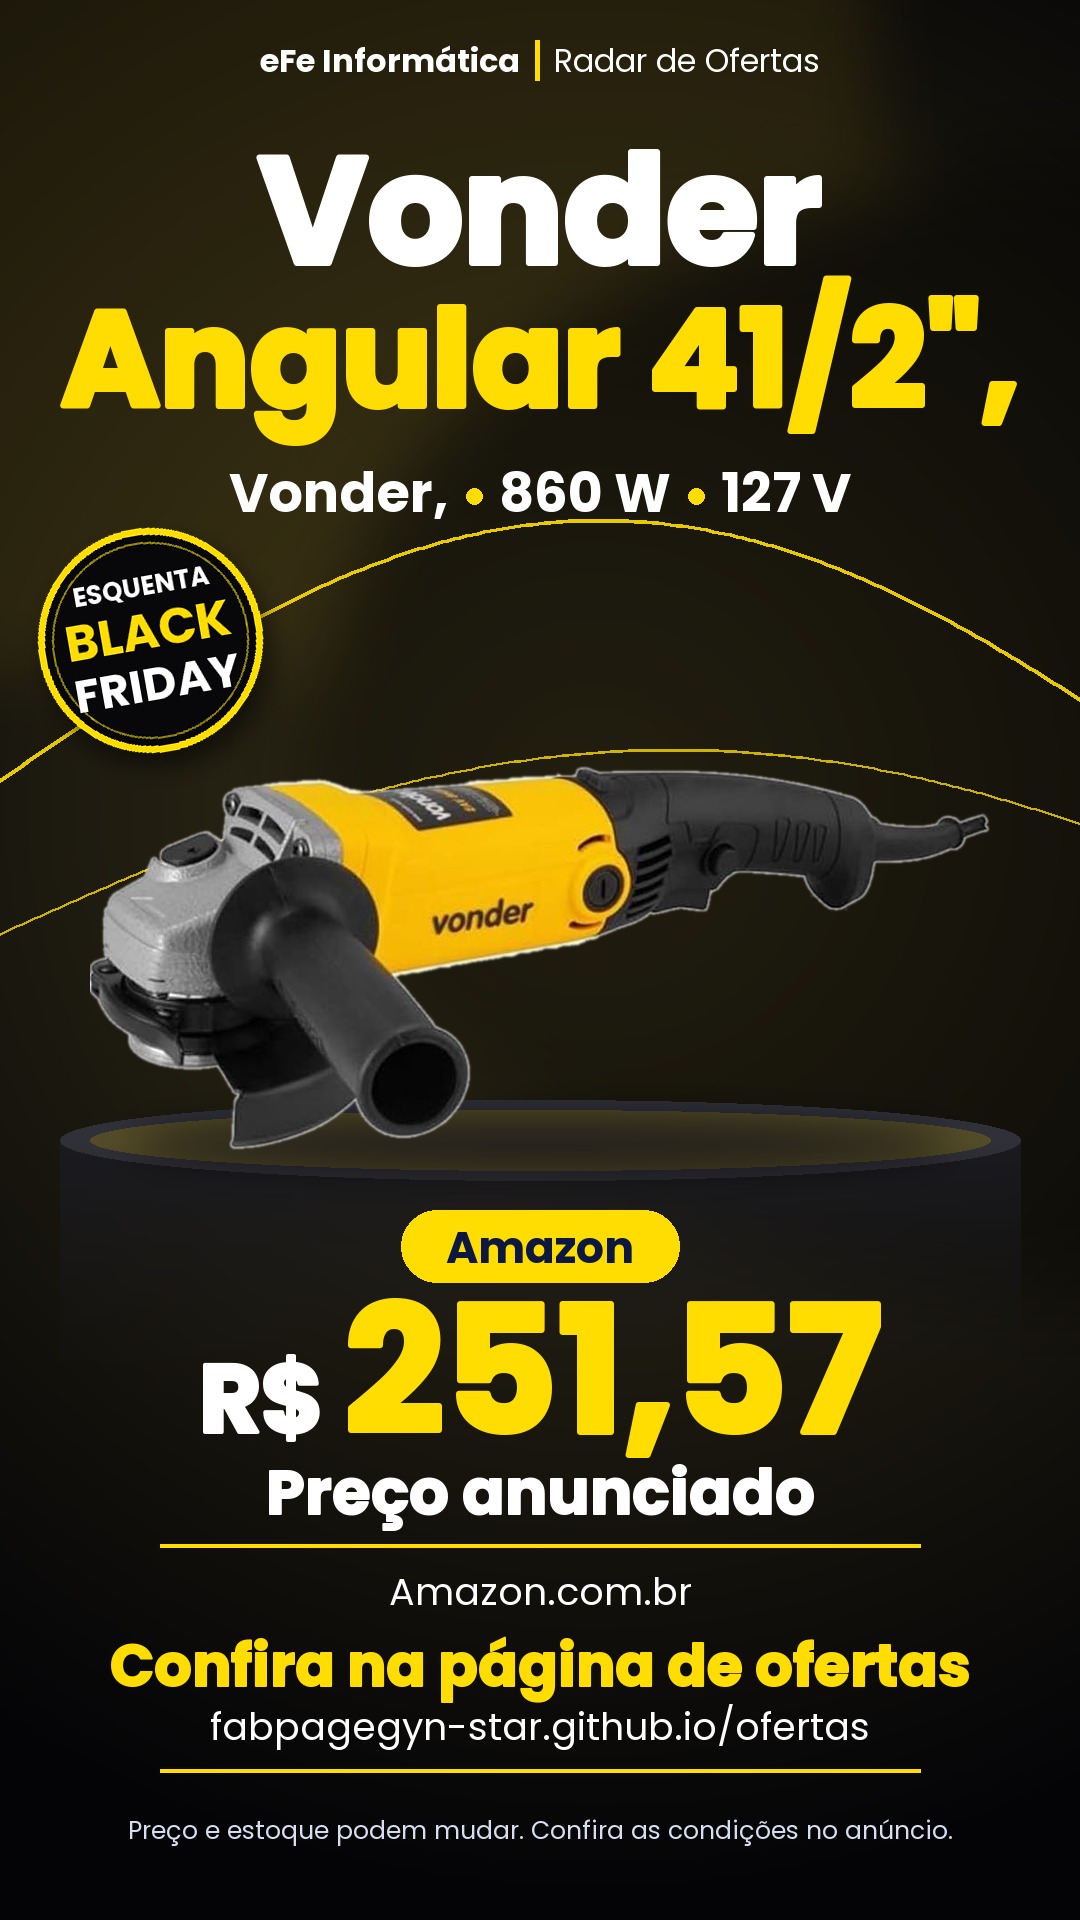 eFe Informática | Radar de Ofertas
Vonder
Angular 41/2",
Vonder, • 860 W • 127 V
ESQUENTA
BLACK
FRIDAY
vonder
vonder
Amazon
R$ 251,57
Preço anunciado
Amazon.com.br
Confira na página de ofertas
fabpagegyn-star.github.io/ofertas
Preço e estoque podem mudar. Confira as condições no anúncio.